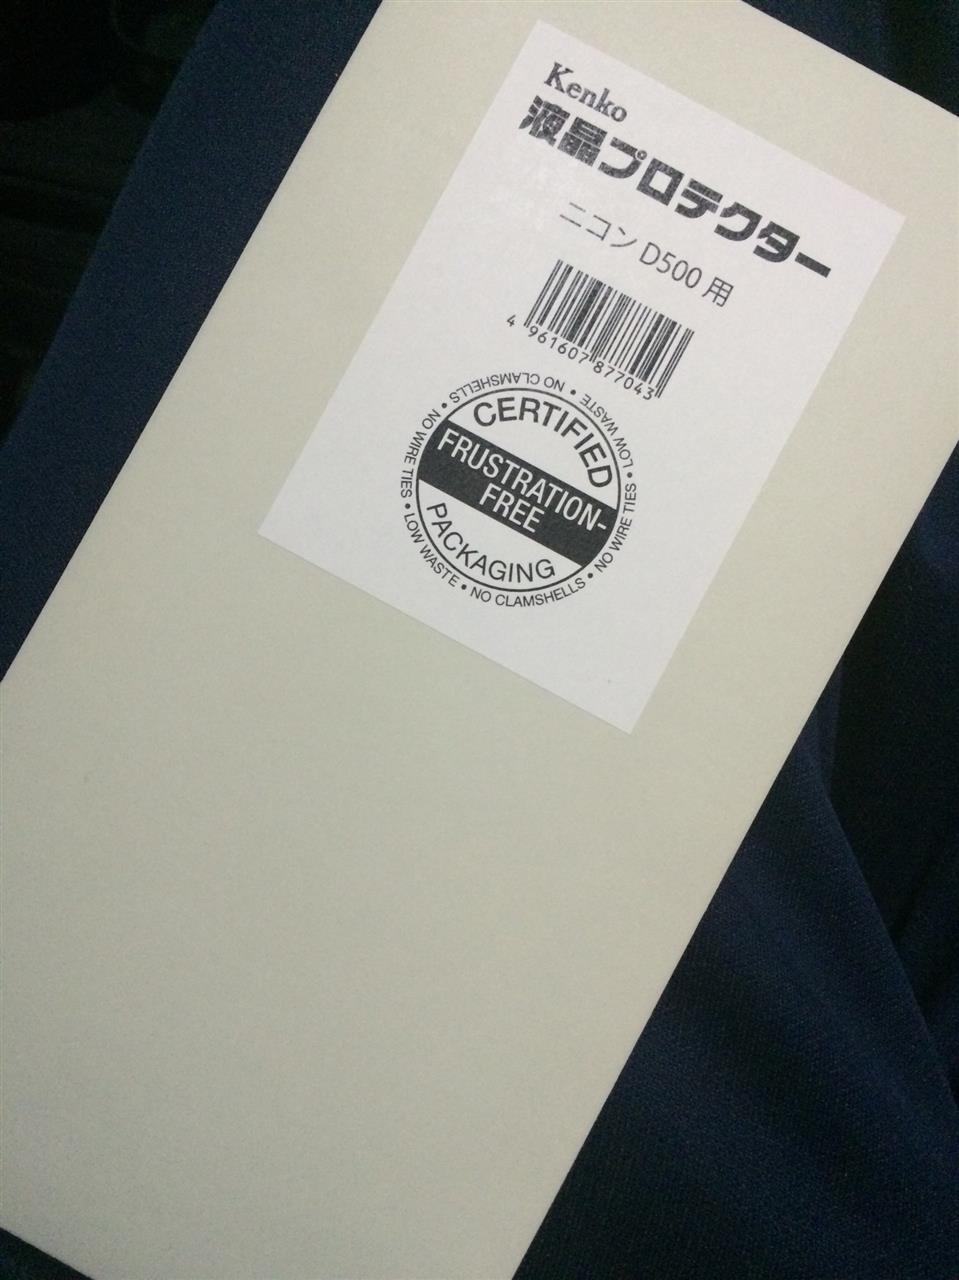 Kenko
液晶プロテクター
ニコン D500 用
4 961607 877043
CERTIFIED
FRUSTRATION-
FREE
PACKAGING
• LOW WASTE • NO CLAMSHELLS • NO WIRE TIES • LOW WASTE • NO CLAMSHELLS • NO WIRE TIES